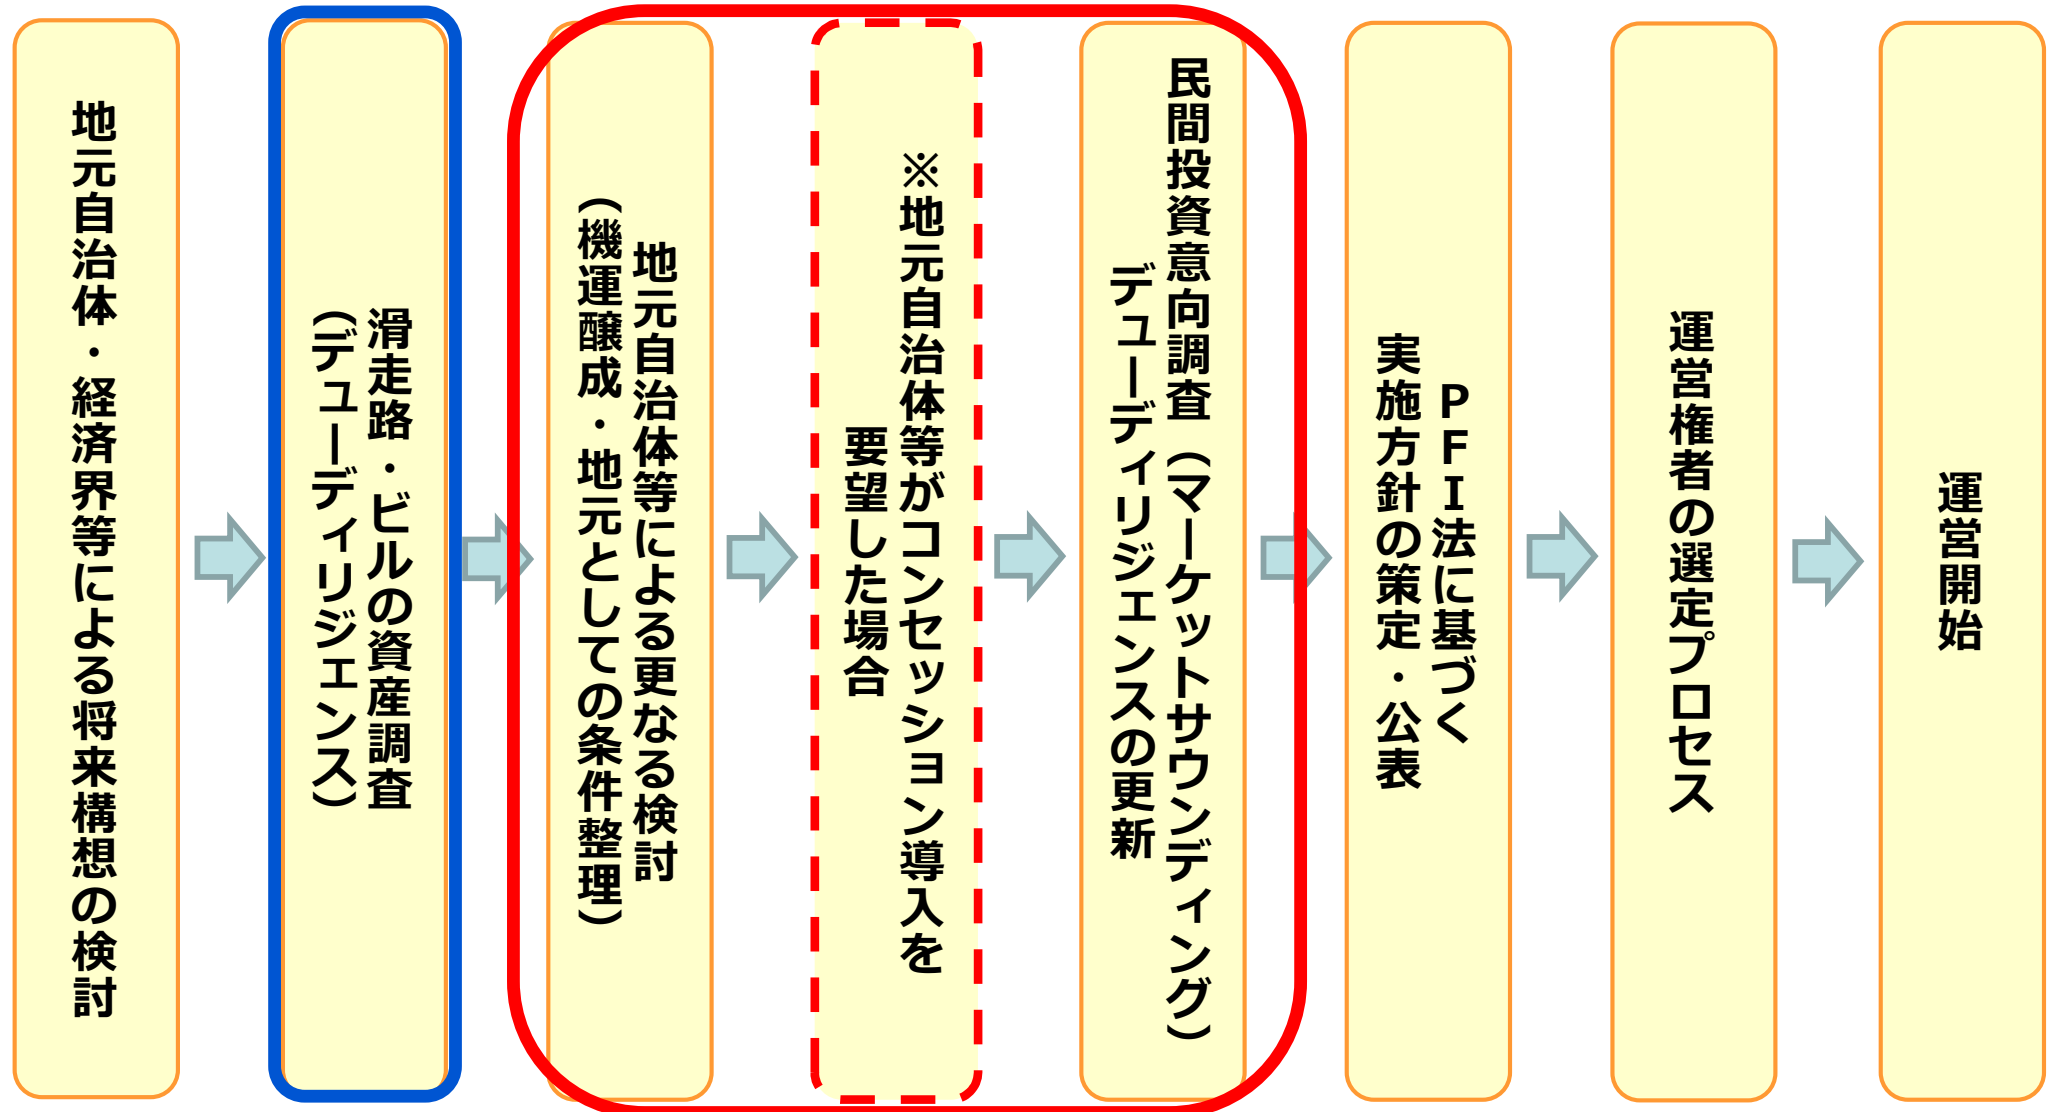 地元自治体・経済界等による将来構想の検討
滑走路・ビルの資産調査
（デューディリジェンス）
地元自治体等による更なる検討
（機運醸成・地元としての条件整理）
※地元自治体等がコンセッション導入を
要望した場合
民間投資意向調査（マーケットサウンディング）
デューディリジェンスの更新
ＰＦＩ法に基づく
実施方針の策定・公表
運営権者の選定プロセス
運営開始